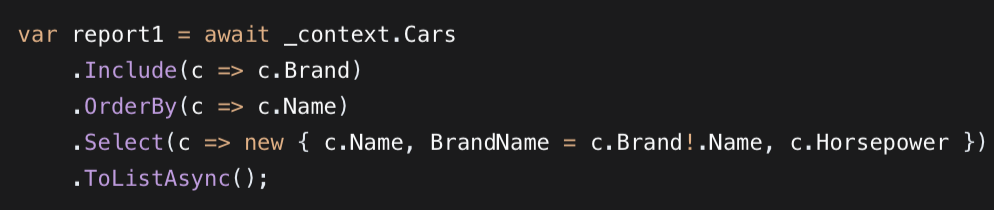 var report1 = await _context.Cars
.Include(c => c.Brand)
.OrderBy(c => c.Name)
.Select(c => new { c.Name, BrandName = c.Brand!.Name, c.Horsepower })
.ToListAsync();